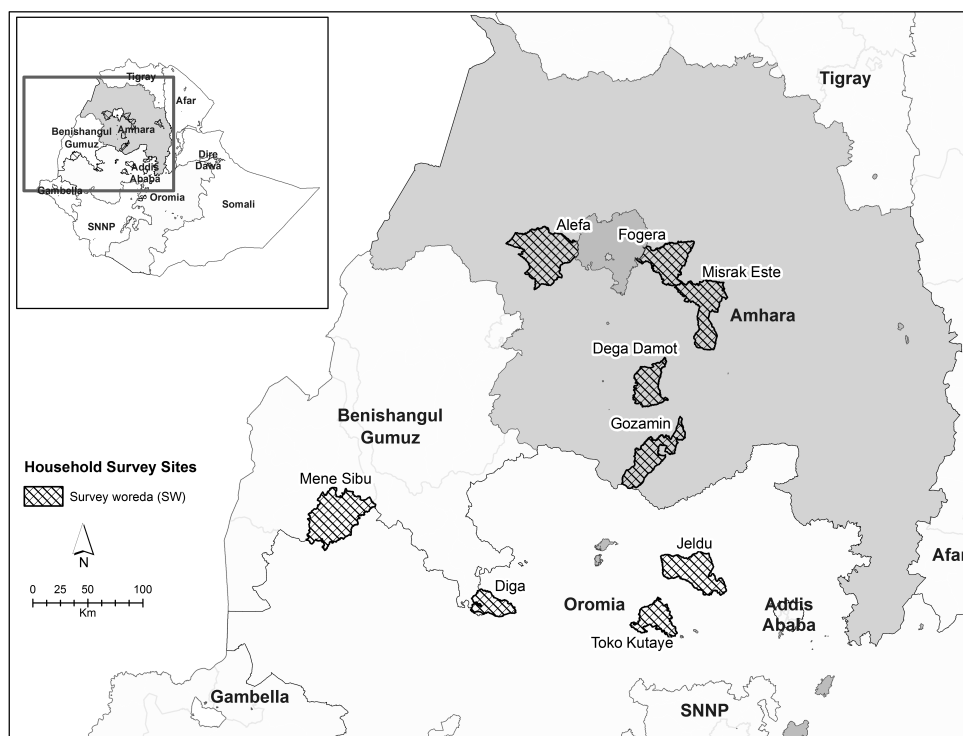 Tigray
Afar
Benishangul
Gumuz
Amhara
Dire
Dawa
Addis
Ababa
Gambella
Oromia
Somali
SNNP
Tigray
Alefa
Fogera
Misrak Este
Amhara
Dega Damot
Benishangul
Gumuz
Gozamin
Household Survey Sites
Survey woreda (SW)
Mene Sibu
N
0 25 50 100
Km
Jeldu
Afar
Diga
Oromia
Addis
Ababa
Toko Kutaye
Gambella
SNNP